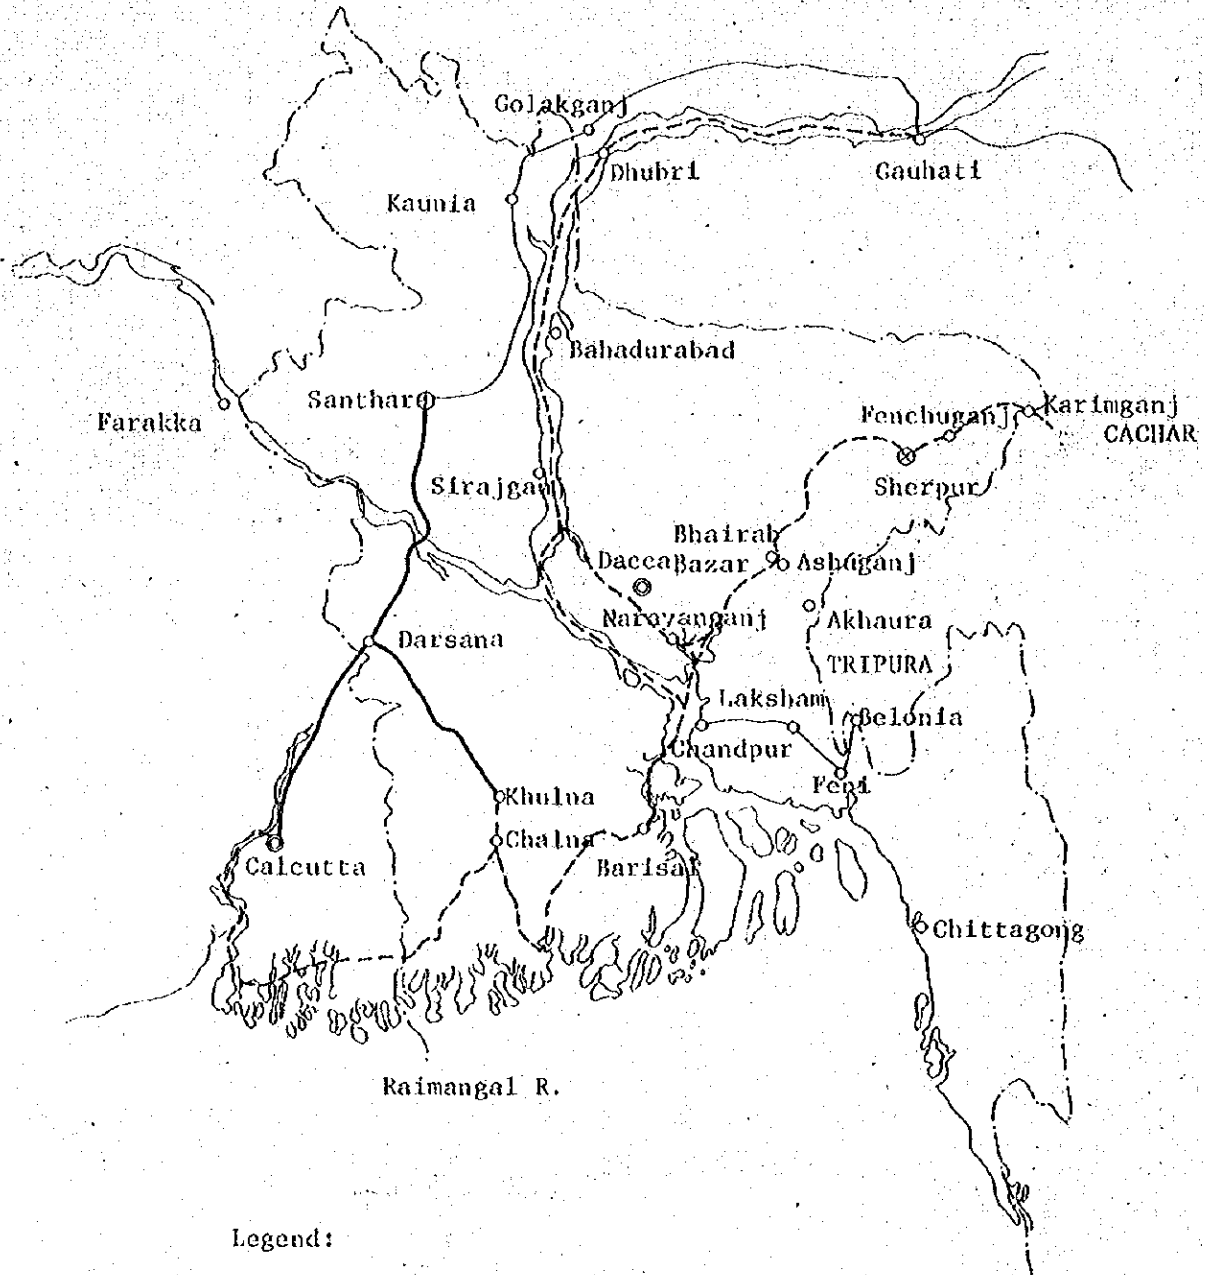 Golakganj
Dhubri
Gauhati
Kaunia
Bahadurabad
Santhar
Farakka
Fenchuganj
Karimganj
CACHAR
Sherpur
Sirajganj
Bhairab
Bazar
Dacca
Ashuganj
Narayanganj
Akhaura
Darsana
TRIPURA
Laksham
Belonia
Chandpur
Feni
Khulna
Chalna
Calcutta
Barisal
Chittagong
Raimangal R.
Legend: